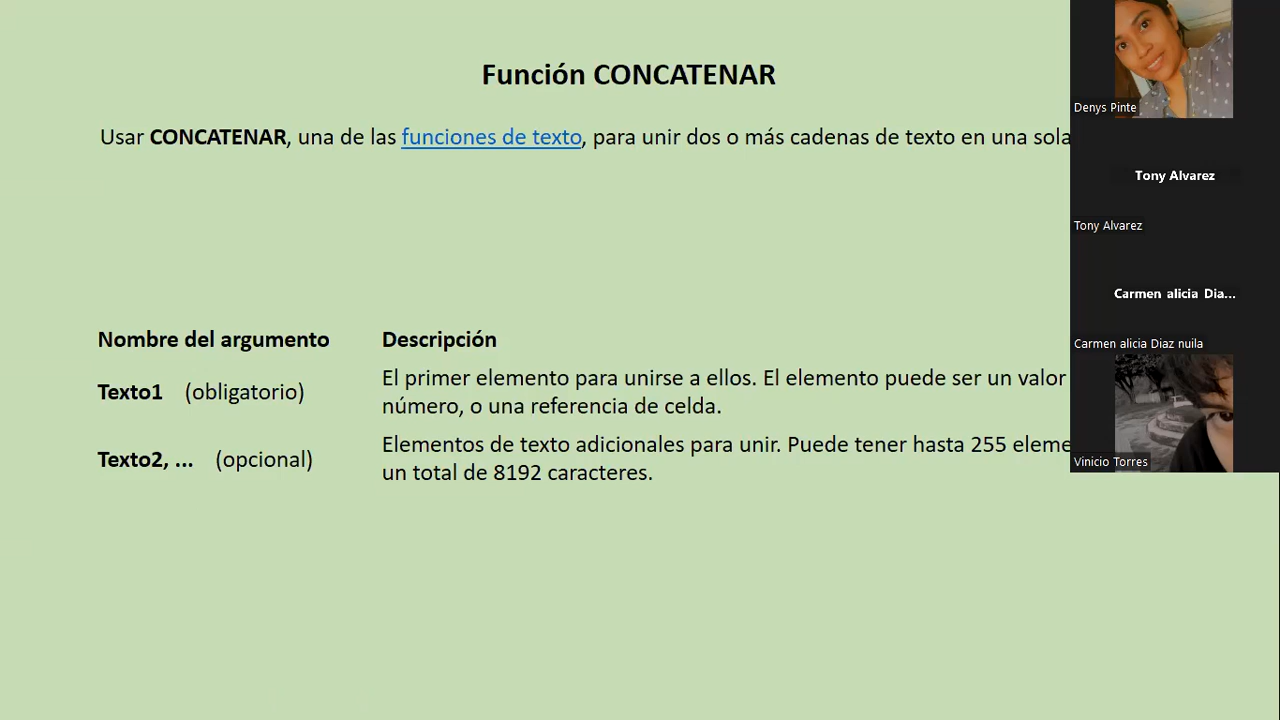 Función CONCATENAR
Usar CONCATENAR, una de las funciones de texto, para unir dos o más cadenas de texto en una sola
Nombre del argumento Descripción
Texto1 (obligatorio)
El primer elemento para unirse a ellos. El elemento puede ser un valor
número, o una referencia de celda.
Texto2, ... (opcional)
Elementos de texto adicionales para unir. Puede tener hasta 255 eleme
un total de 8192 caracteres.
Denys Pinte
Tony Alvarez
Tony Alvarez
Carmen alicia Dia...
Carmen alicia Diaz nuila
Vinicio Torres